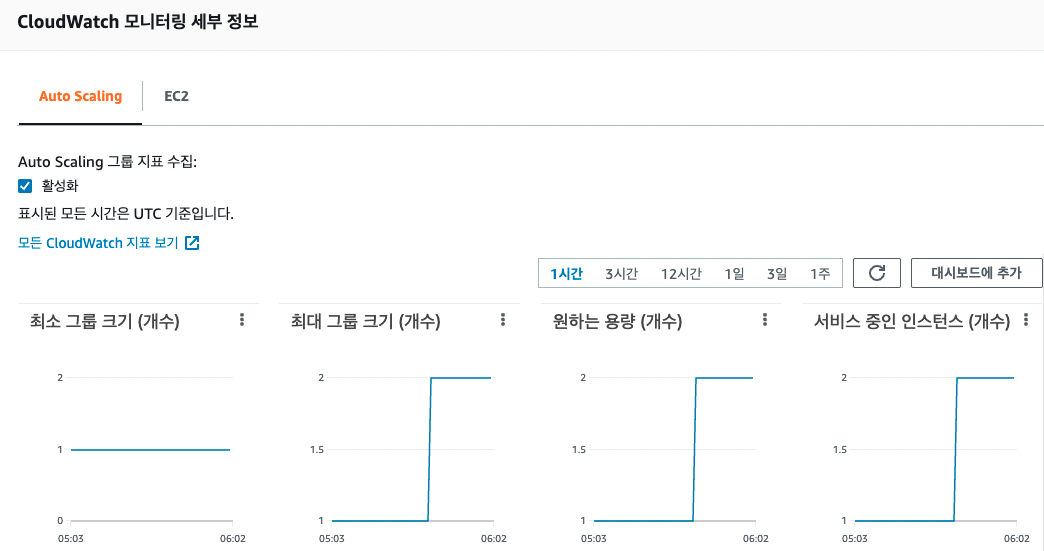 CloudWatch 모니터링 세부 정보
Auto Scaling
EC2
Auto Scaling 그룹 지표 수집:
활성화
표시된 모든 시간은 UTC 기준입니다.
모든 CloudWatch 지표 보기
1시간 3시간 12시간 1일 3일 1주
대시보드에 추가
최소 그룹 크기 (개수)
2
1
0
05:03 06:02
최대 그룹 크기 (개수)
2
1.5
1
05:03 06:02
원하는 용량 (개수)
2
1.5
1
05:03 06:02
서비스 중인 인스턴스 (개수)
2
1.5
1
05:03 06:02